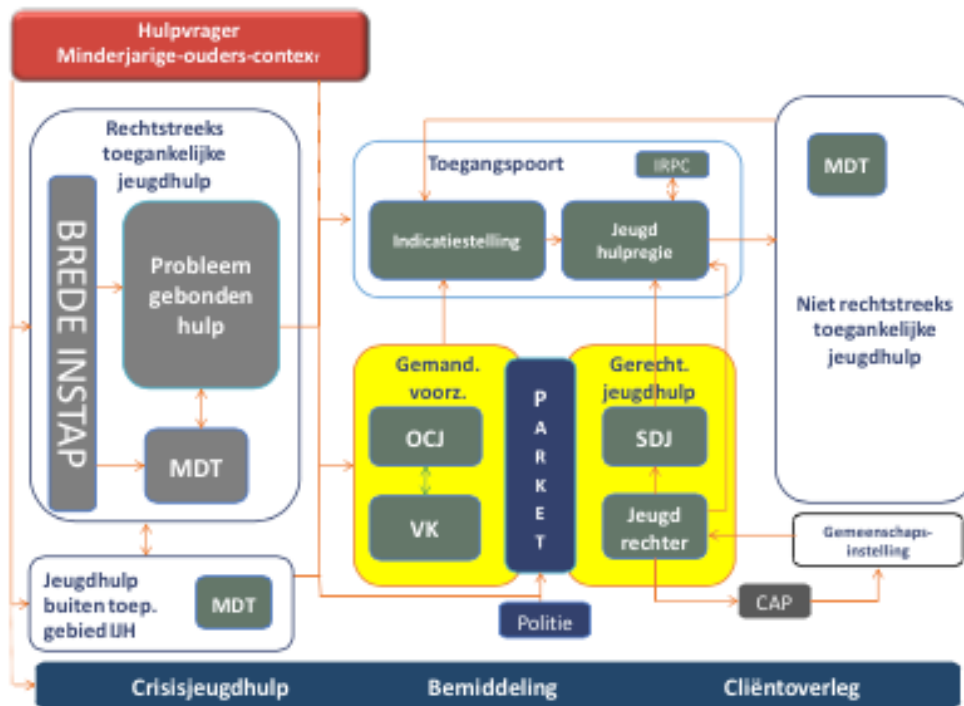 Hulpvrager
Minderjarige-ouders-context
Rechtstreeks
toegankelijke
jeugdhulp
BREDE INSTAP
Probleem
gebonden
hulp
MDT
Jeugdhulp
buiten toep.
gebied IJH
MDT
Toegangspoort
IRPC
Indicatiestelling
Jeugd
hulpregie
Gemand.
voorz.
OCJ
VK
PARKET
Gerecht.
jeugdhulp
SDJ
Jeugd
rechter
Politie
MDT
Niet rechtstreeks
toegankelijke
jeugdhulp
Gemeenschaps-
instelling
CAP
Crisisjeugdhulp
Bemiddeling
Cliëntoverleg